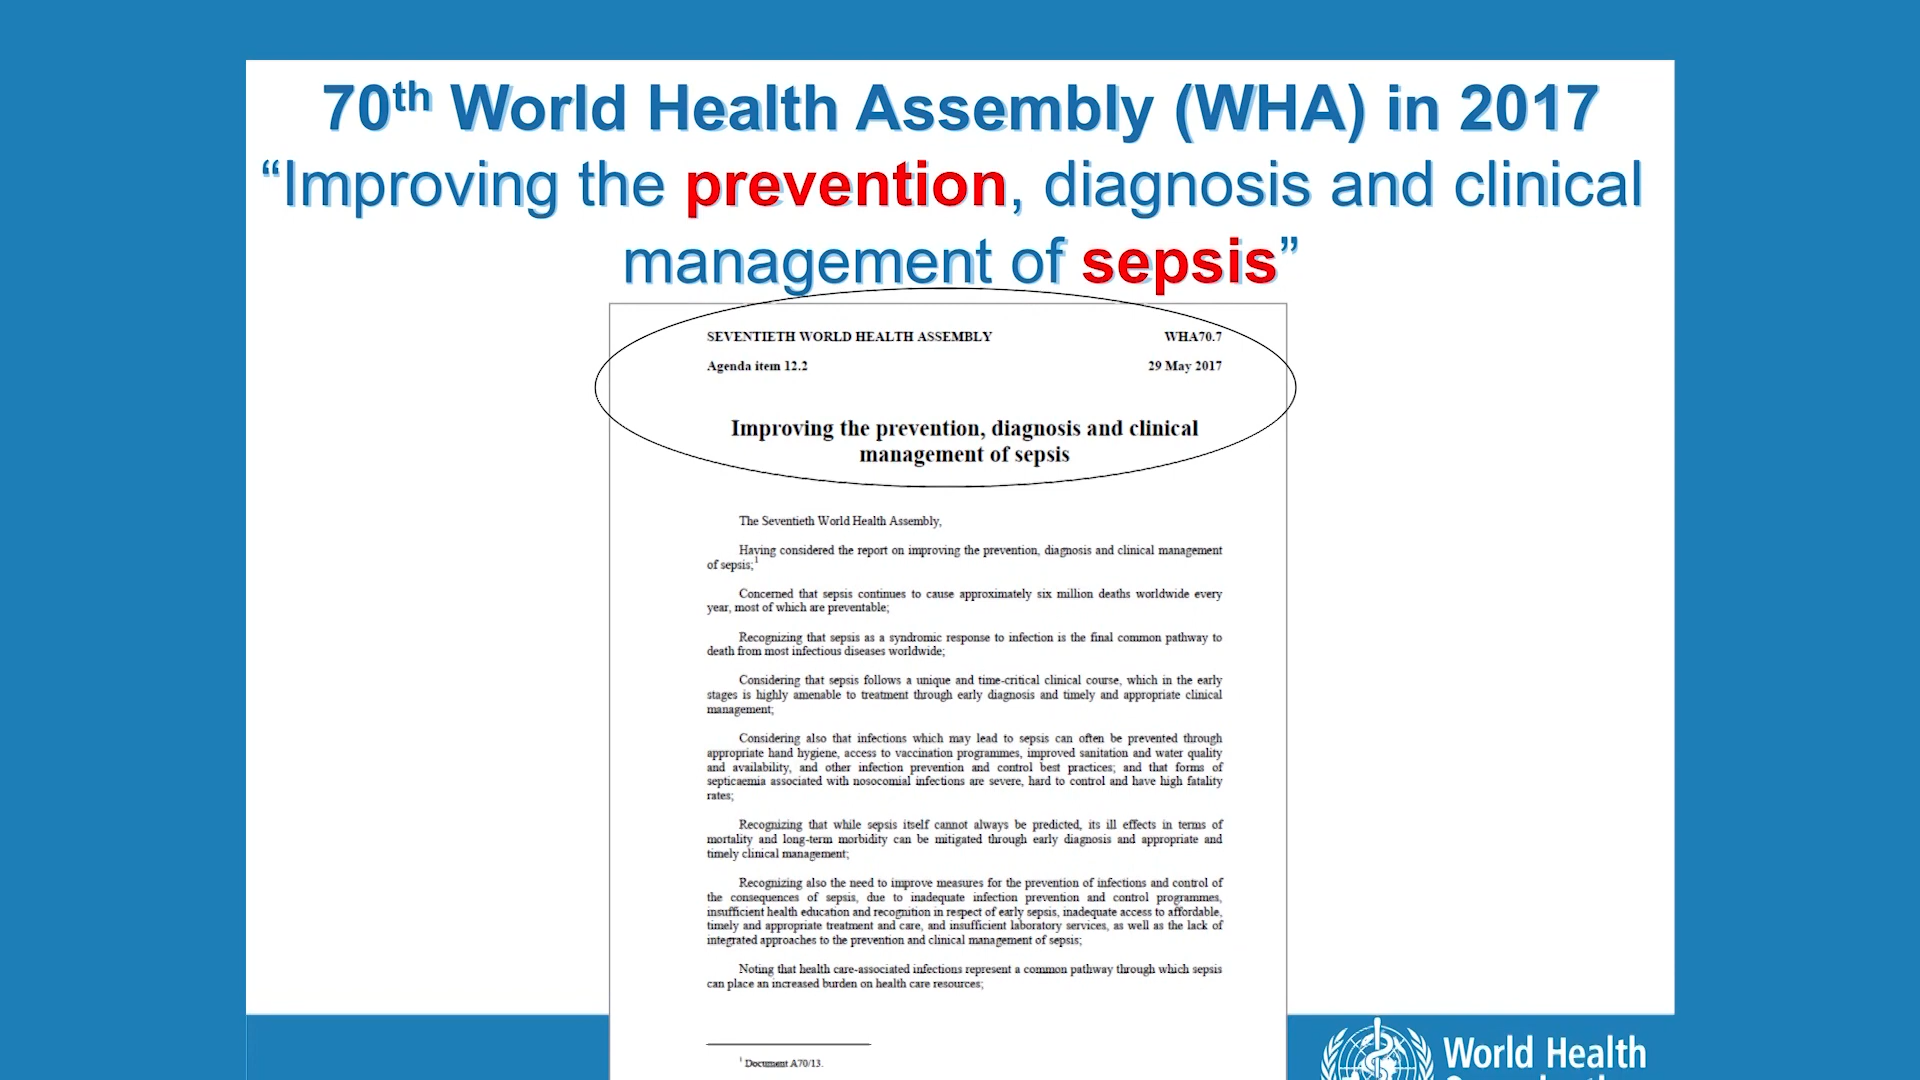 70th World Health Assembly (WHA) in 2017
“Improving the prevention, diagnosis and clinical
management of sepsis”
SEVENTIETH WORLD HEALTH ASSEMBLY WHA70.7
Agenda item 12.2 29 May 2017
Improving the prevention, diagnosis and clinical
management of sepsis
The Seventieth World Health Assembly,
Having considered the report on improving the prevention, diagnosis and clinical management
of sepsis;1
Concerned that sepsis continues to cause approximately six million deaths worldwide every
year, most of which are preventable;
Recognizing that sepsis as a syndromic response to infection is the final common pathway to
death from most infectious diseases worldwide;
Considering that sepsis follows a unique and time-critical clinical course, which in the early
stages is highly amenable to treatment through early diagnosis and timely and appropriate clinical
management;
Considering also that infections which may lead to sepsis can often be prevented through
appropriate hand hygiene, access to vaccination programmes, improved sanitation and water quality
and availability, and other infection prevention and control best practices; and that forms of
septicaemia associated with nosocomial infections are severe, hard to control and have high fatality
rates;
Recognizing that while sepsis itself cannot always be predicted, its ill effects in terms of
mortality and long-term morbidity can be mitigated through early diagnosis and appropriate and
timely clinical management;
Recognizing also the need to improve measures for the prevention of infections and control of
the consequences of sepsis, due to inadequate infection prevention and control programmes,
insufficient health education and recognition in respect of early sepsis, inadequate access to affordable,
timely and appropriate treatment and care, and insufficient laboratory services, as well as the lack of
integrated approaches to the prevention and clinical management of sepsis;
Noting that health care-associated infections represent a common pathway through which sepsis
can place an increased burden on health care resources;
1 Document A70/13.
World Health